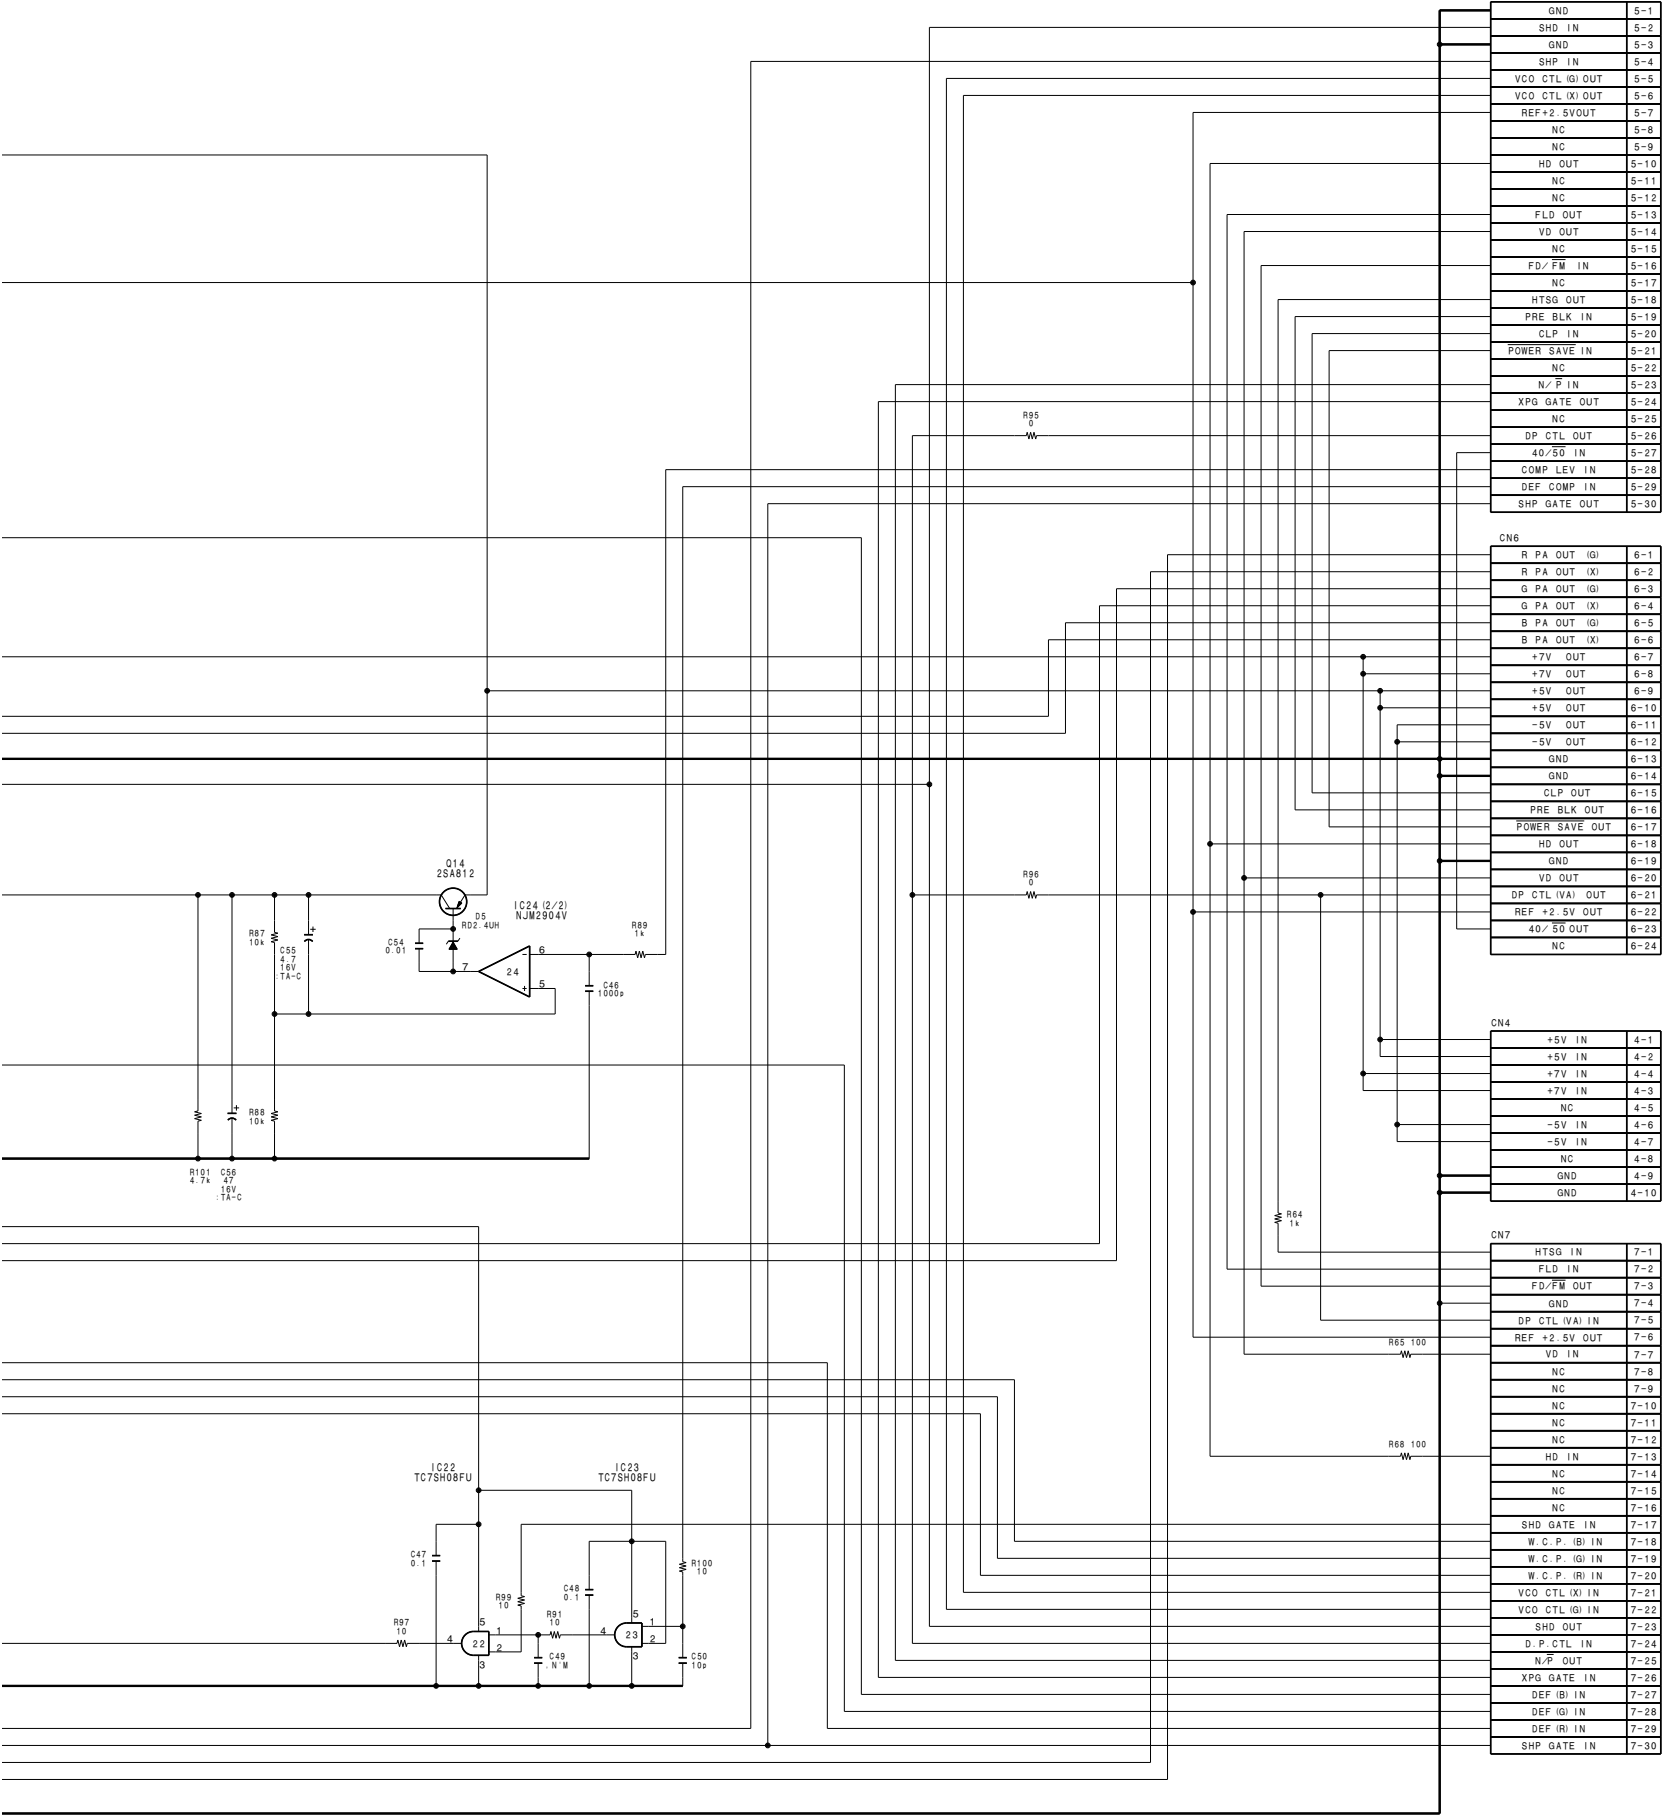 GND 5-1
SHD IN 5-2
GND 5-3
SHP IN 5-4
VCO CTL (G) OUT 5-5
VCO CTL (X) OUT 5-6
REF+2.5VOUT 5-7
NC 5-8
NC 5-9
HD OUT 5-10
NC 5-11
NC 5-12
FLD OUT 5-13
VD OUT 5-14
NC 5-15
FD/FM IN 5-16
NC 5-17
HTSG OUT 5-18
PRE BLK IN 5-19
CLP IN 5-20
POWER SAVE IN 5-21
NC 5-22
N/P IN 5-23
XPG GATE OUT 5-24
NC 5-25
DP CTL OUT 5-26
40/50 IN 5-27
COMP LEV IN 5-28
DEF COMP IN 5-29
SHP GATE OUT 5-30
R95
0
CN6
R PA OUT (G) 6-1
R PA OUT (X) 6-2
G PA OUT (G) 6-3
G PA OUT (X) 6-4
B PA OUT (G) 6-5
B PA OUT (X) 6-6
+7V OUT 6-7
+7V OUT 6-8
+5V OUT 6-9
+5V OUT 6-10
-5V OUT 6-11
-5V OUT 6-12
GND 6-13
GND 6-14
CLP OUT 6-15
PRE BLK OUT 6-16
POWER SAVE OUT 6-17
HD OUT 6-18
GND 6-19
VD OUT 6-20
DP CTL (VA) OUT 6-21
REF +2.5V OUT 6-22
40/50 OUT 6-23
NC 6-24
R96
0
Q14
2SA812
D5
RD2.4UH
IC24 (2/2)
NJM2904V
R89
1k
C54
0.01
R87
10k
+
C55
4.7
16V
:TA-C
7
24
-
6
+
5
C46
1000p
R88
10k
+
R101
4.7k
C56
47
16V
:TA-C
CN4
+5V IN 4-1
+5V IN 4-2
+7V IN 4-4
+7V IN 4-3
NC 4-5
-5V IN 4-6
-5V IN 4-7
NC 4-8
GND 4-9
GND 4-10
R64
1k
CN7
HTSG IN 7-1
FLD IN 7-2
FD/FM OUT 7-3
GND 7-4
DP CTL (VA) IN 7-5
REF +2.5V OUT 7-6
VD IN 7-7
NC 7-8
NC 7-9
NC 7-10
NC 7-11
NC 7-12
HD IN 7-13
NC 7-14
NC 7-15
NC 7-16
SHD GATE IN 7-17
W.C.P. (B) IN 7-18
W.C.P. (G) IN 7-19
W.C.P. (R) IN 7-20
VCO CTL (X) IN 7-21
VCO CTL (G) IN 7-22
SHD OUT 7-23
D.P.CTL IN 7-24
N/P OUT 7-25
XPG GATE IN 7-26
DEF (B) IN 7-27
DEF (G) IN 7-28
DEF (R) IN 7-29
SHP GATE IN 7-30
R65 100
R68 100
IC22
TC7SH08FU
IC23
TC7SH08FU
C47
0.1
C48
0.1
R100
10
R99
10
R97
10
R91
10
4
22
5
1
2
3
4
23
5
1
2
3
C49
.N'M
C50
10p